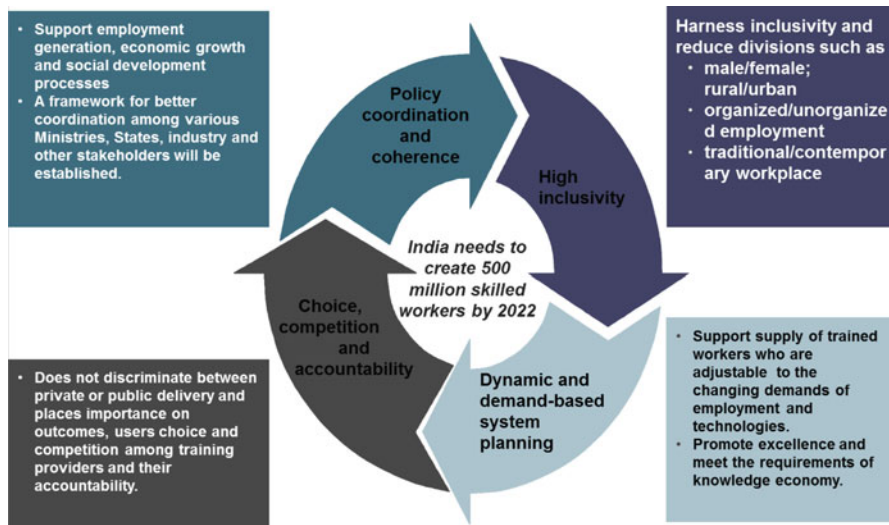 • Support employment
generation, economic growth
and social development
processes
• A framework for better
coordination among various
Ministries, States, industry and
other stakeholders will be
established.
Policy
coordination
and
coherence
Harness inclusivity and
reduce divisions such as
• male/female;
rural/urban
• organized/unorganize
d employment
• traditional/contempor
ary workplace
High
inclusivity
India needs to
create 500
million skilled
workers by 2022
Choice,
competition
and
accountability
Dynamic and
demand-based
system
planning
• Does not discriminate between
private or public delivery and
places importance on
outcomes, users choice and
competition among training
providers and their
accountability.
• Support supply of trained
workers who are
adjustable to the
changing demands of
employment and
technologies.
• Promote excellence and
meet the requirements of
knowledge economy.